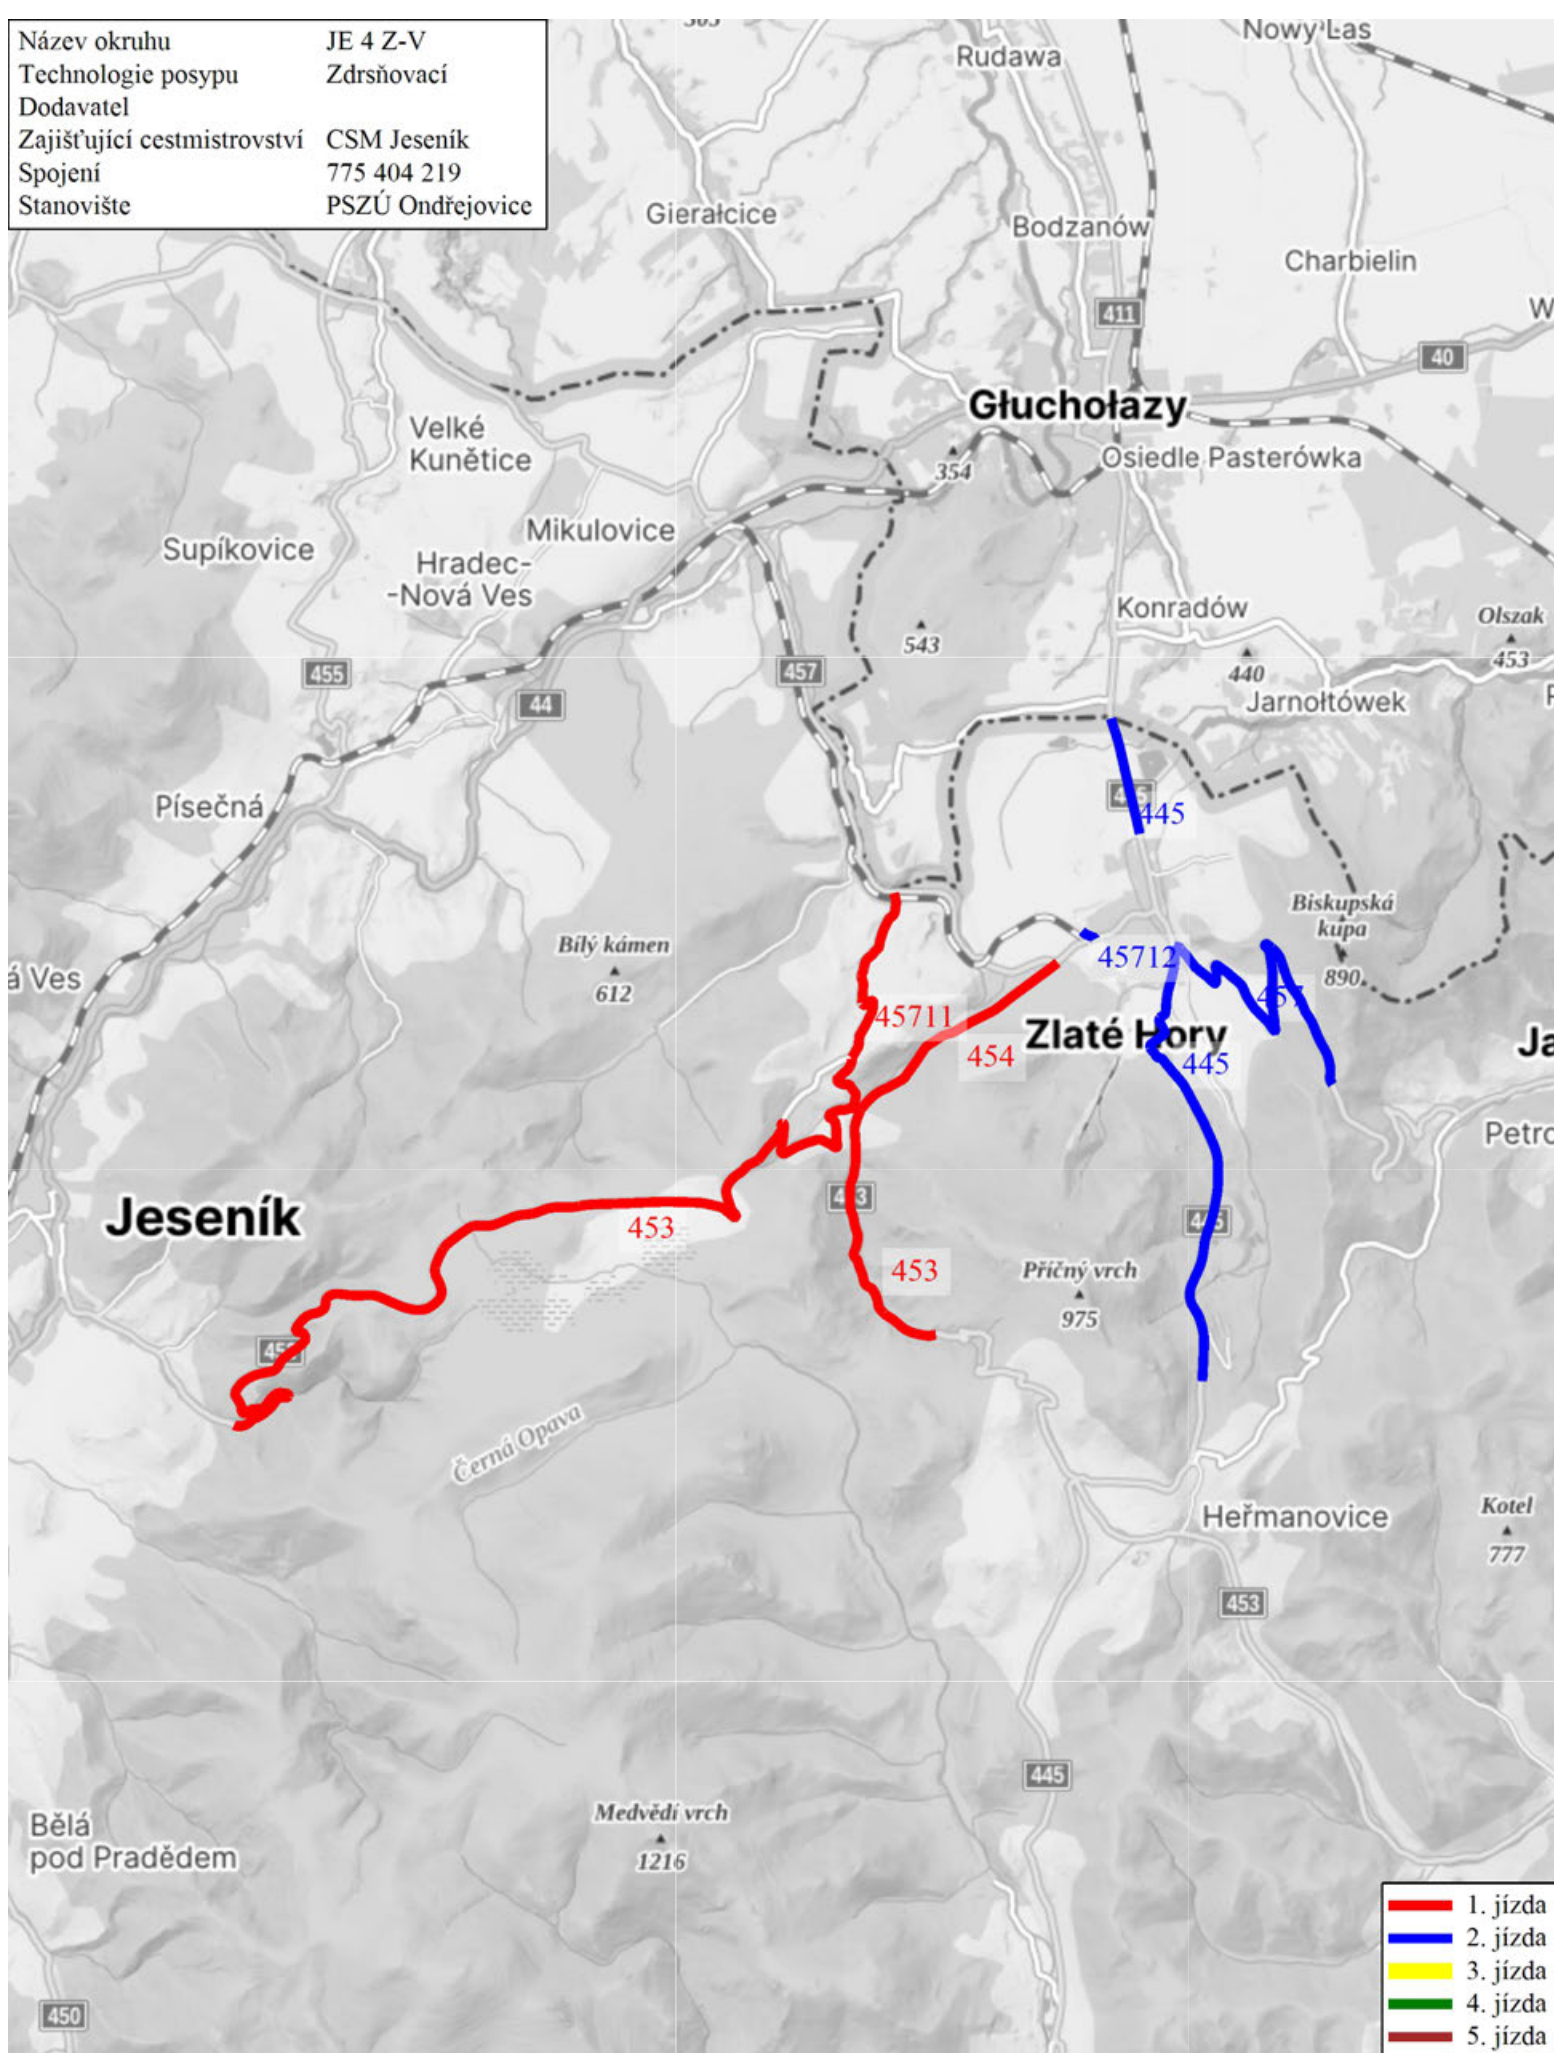 Název okruhu JE 4 Z-V
Technologie posypu Zdrsňovací
Dodavatel
Zajišťující cestmistrovství CSM Jeseník
Spojení 775 404 219
Stanoviště PSZÚ Ondřejovice
Rudawa
Nowy Las
Gierałcice
Bodzanów
Charbielin
411
40
Głuchołazy
Velké
Kunětice
354
Osiedle Pasterówka
Mikulovice
Supíkovice
Hradec-
-Nová Ves
Konradów
Olszak
453
543
455
457
440
44
Jarnołtówek
Písečná
445
Biskupská
kupa
890
Bílý kámen
612
á Ves
45712
457
45711
Zlaté Hory
454
445
Ja
Petro
Jeseník
453
453
Příčný vrch
975
Černá Opava
Heřmanovice
Kotel
777
453
445
Medvědí vrch
1216
Bělá
pod Pradědem
450
1. jízda
2. jízda
3. jízda
4. jízda
5. jízda